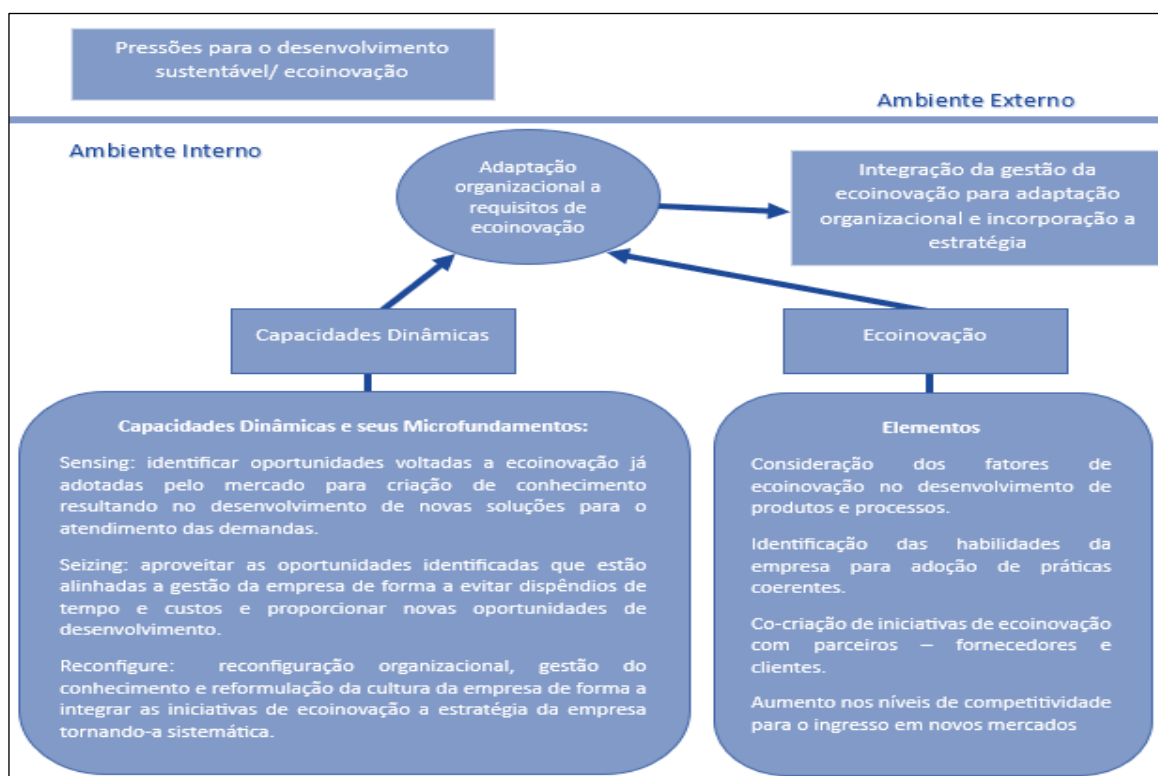 Pressões para o desenvolvimento
sustentável/ ecoinovação
Ambiente Externo
Ambiente Interno
Adaptação
organizacional a
requisitos de
ecoinovação
Integração da gestão da
ecoinovação para adaptação
organizacional e incorporação a
estratégia
Capacidades Dinâmicas
Ecoinovação
Capacidades Dinâmicas e seus Microfundamentos:
Sensing: identificar oportunidades voltadas a ecoinovação já
adotadas pelo mercado para criação de conhecimento
resultando no desenvolvimento de novas soluções para o
atendimento das demandas.
Seizing: aproveitar as oportunidades identificadas que estão
alinhadas a gestão da empresa de forma a evitar dispêndios de
tempo e custos e proporcionar novas oportunidades de
desenvolvimento.
Reconfigure: reconfiguração organizacional, gestão do
conhecimento e reformulação da cultura da empresa de forma a
integrar as iniciativas de ecoinovação a estratégia da empresa
tornando-a sistemática.
Elementos
Consideração dos fatores de
ecoinovação no desenvolvimento de
produtos e processos.
Identificação das habilidades da
empresa para adoção de práticas
coerentes.
Co-criação de iniciativas de ecoinovação
com parceiros – fornecedores e
clientes.
Aumento nos níveis de competitividade
para o ingresso em novos mercados